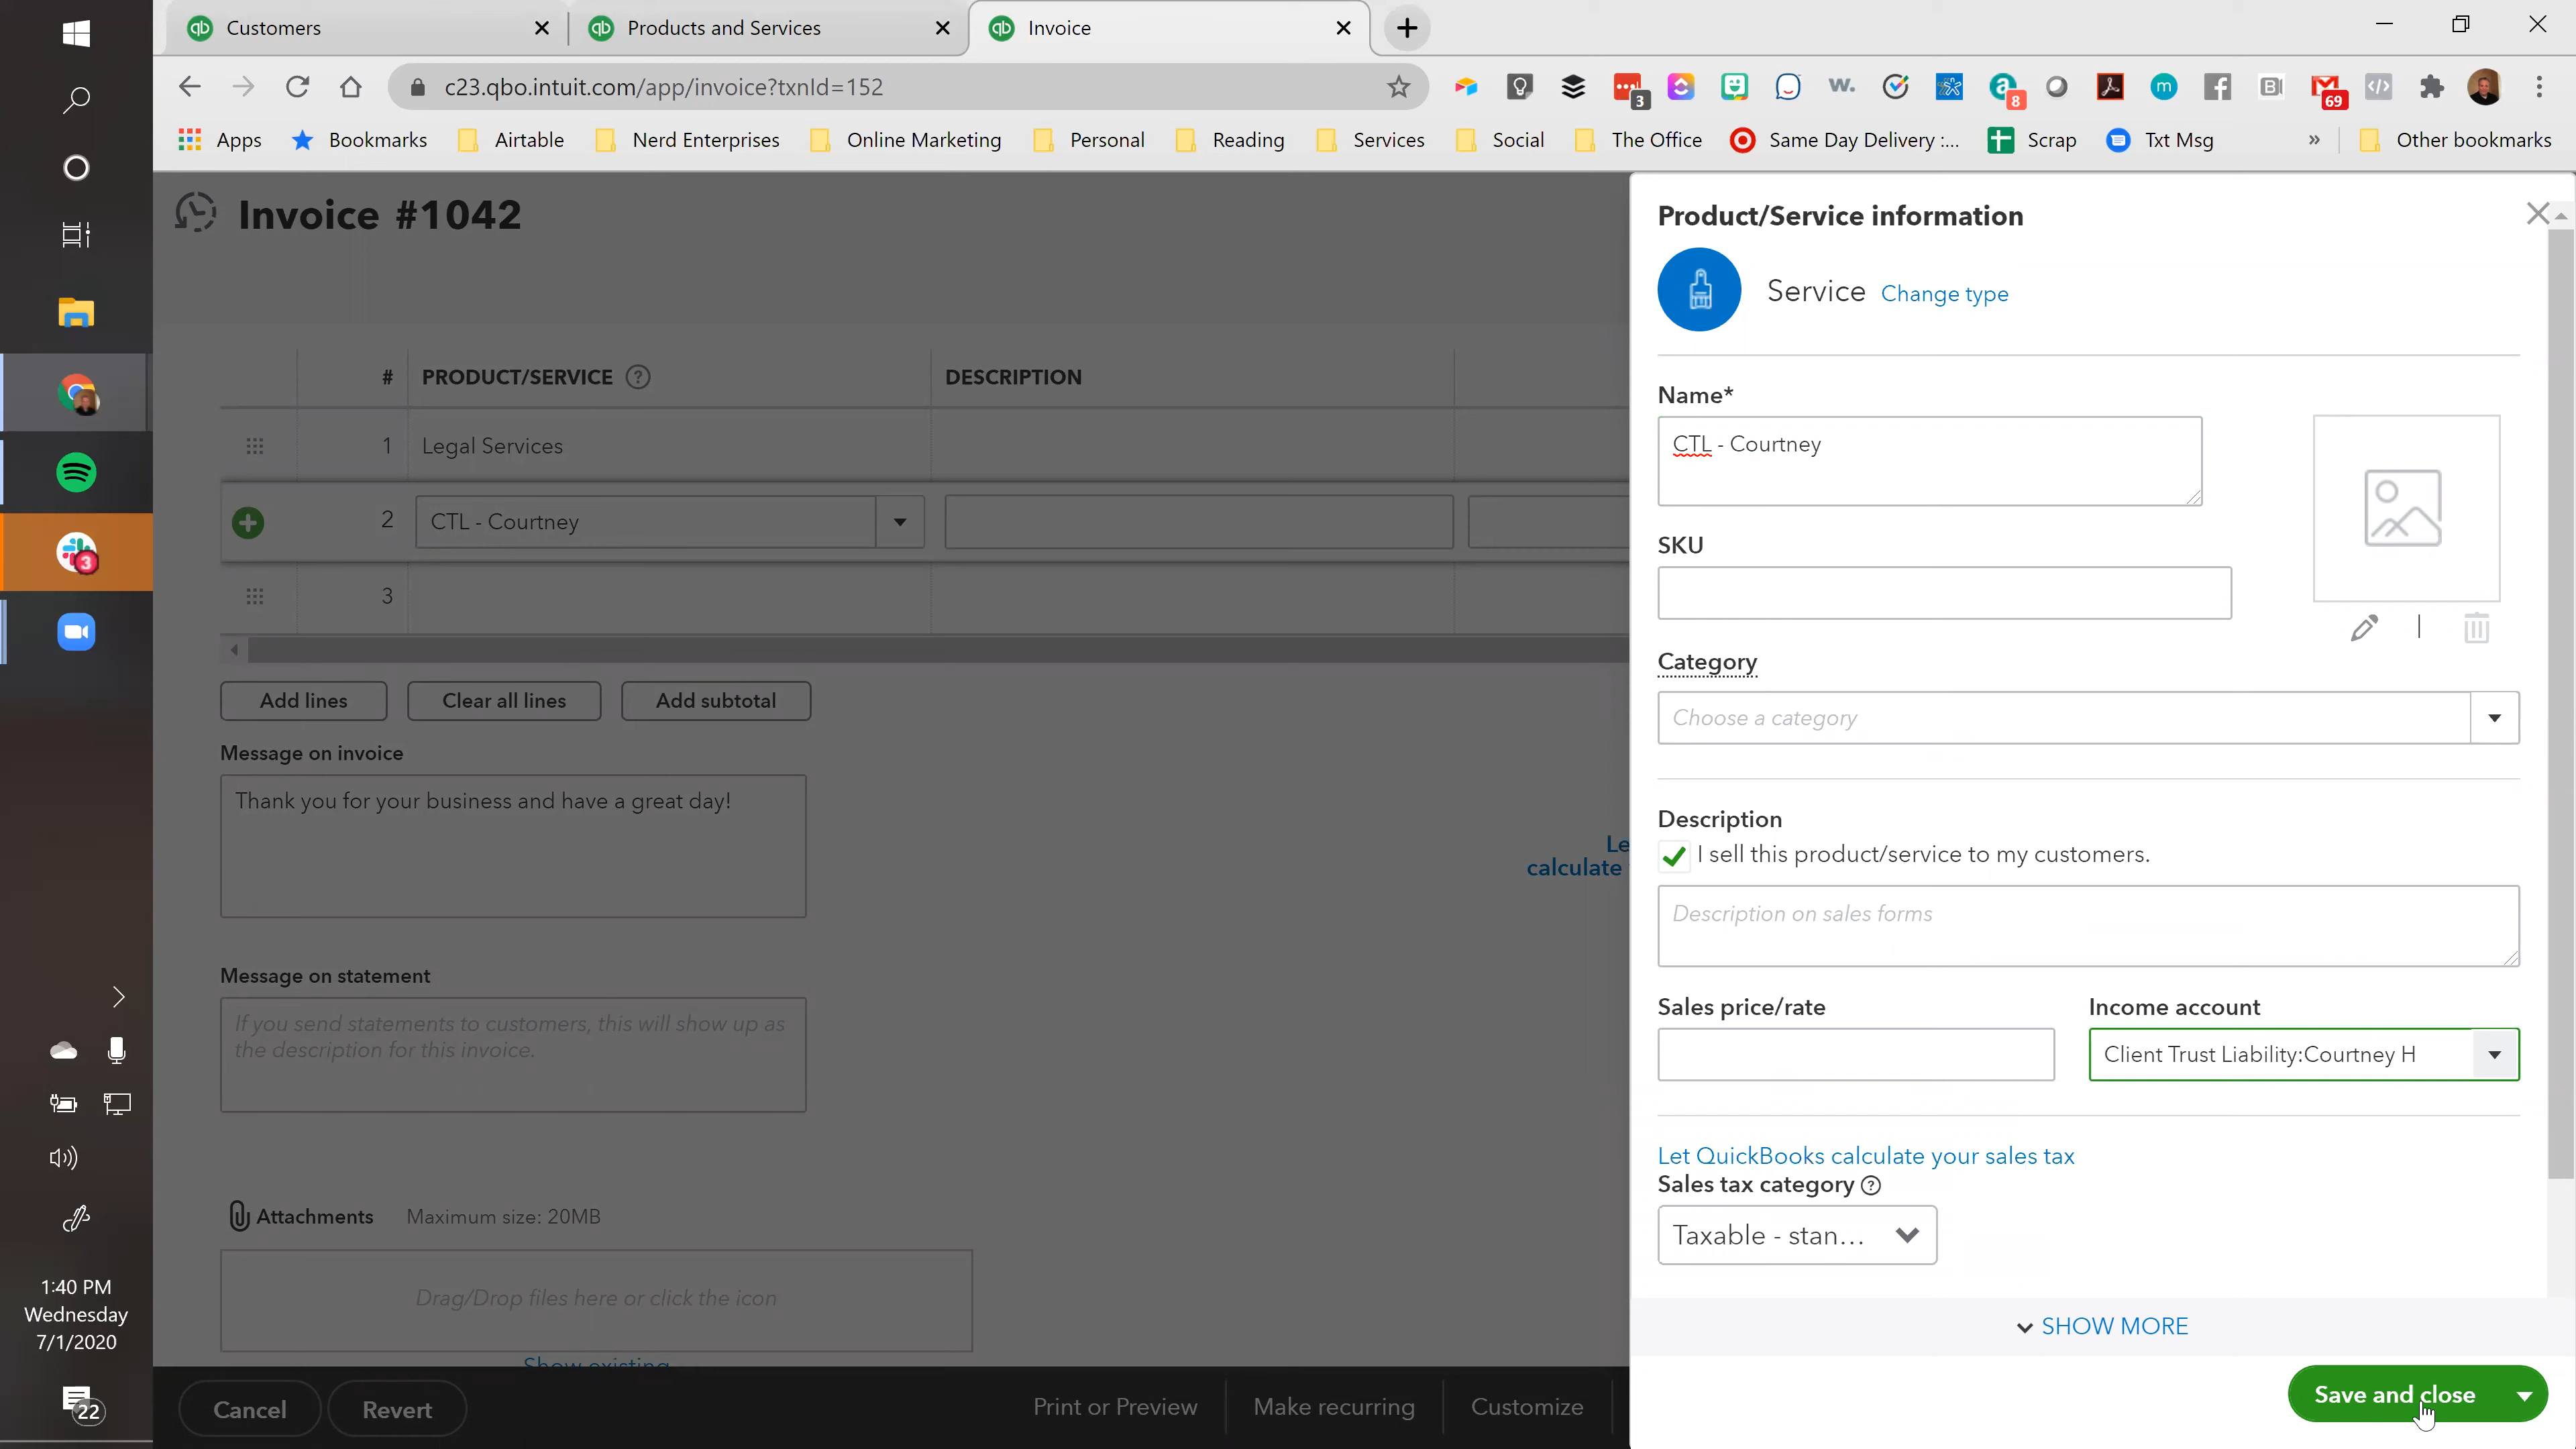 Customers
Products and Services
Invoice
c23.qbo.intuit.com/app/invoice?txnId=152
3
8
m
69
Apps
Bookmarks
Airtable
Nerd Enterprises
Online Marketing
Personal
Reading
Services
Social
The Office
Same Day Delivery :...
Scrap
Txt Msg
»
Other bookmarks
Invoice #1042
# PRODUCT/SERVICE ? DESCRIPTION
1 Legal Services
2 CTL - Courtney
3
Add lines
Clear all lines
Add subtotal
Message on invoice
Thank you for your business and have a great day!
Le
calculate
Message on statement
If you send statements to customers, this will show up as
the description for this invoice.
Attachments Maximum size: 20MB
Drag/Drop files here or click the icon
Show existing
Cancel
Revert
Print or Preview
Make recurring
Customize
Product/Service information
Service Change type
Name*
CTL - Courtney
SKU
Category
Choose a category
Description
I sell this product/service to my customers.
Description on sales forms
Sales price/rate
Income account
Client Trust Liability:Courtney H
Let QuickBooks calculate your sales tax
Sales tax category ?
Taxable - stan...
SHOW MORE
Save and close
3
1:40 PM
Wednesday
7/1/2020
22